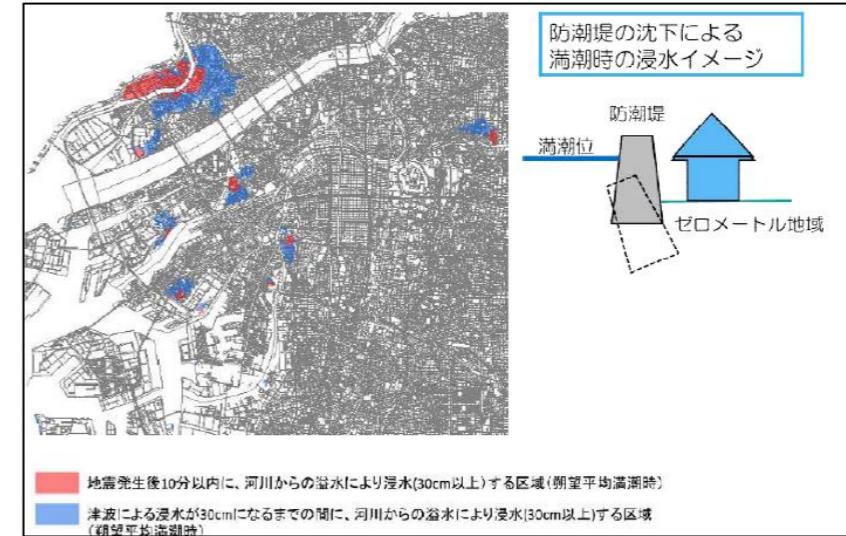 防潮堤の沈下による
満潮時の浸水イメージ
防潮堤
満潮位
ゼロメートル地域
地震発生後10分以内に、河川からの溢水により浸水(30cm以上)する区域(朔望平均満潮時)
津波による浸水が30cmになるまでの間に、河川からの溢水により浸水(30cm以上)する区域
(朔望平均満潮時)